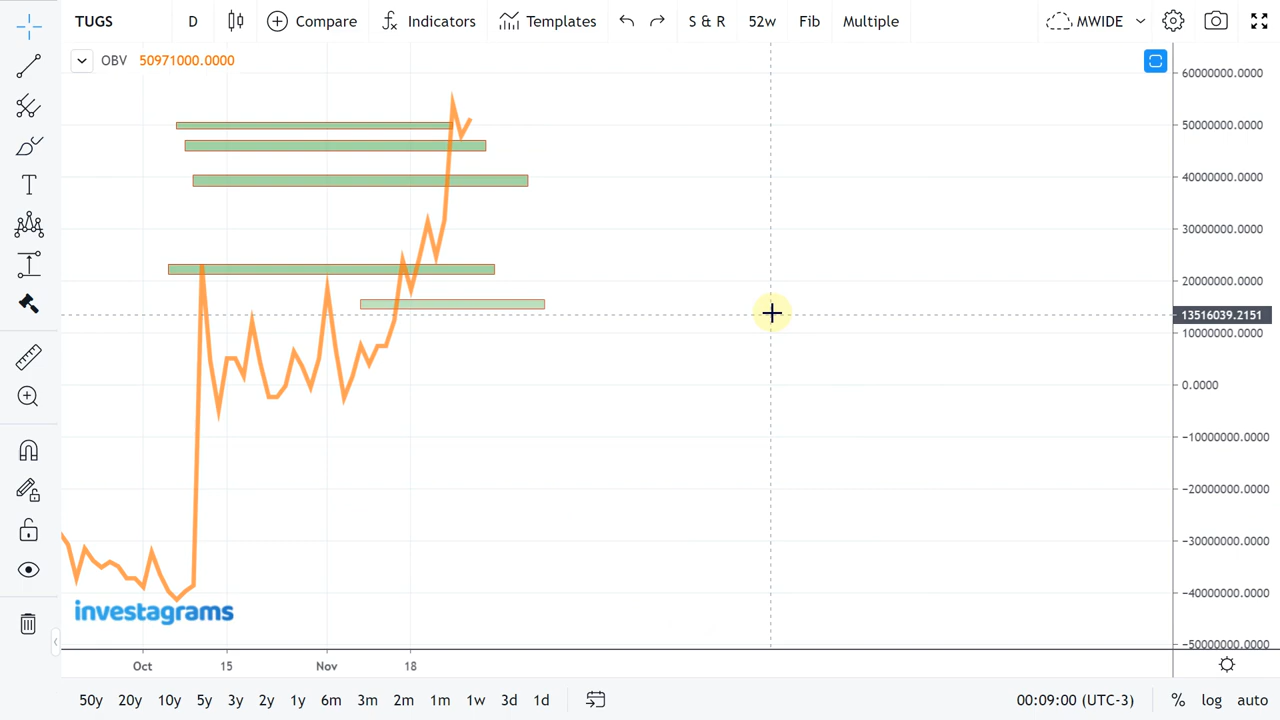 TUGS D Compare Indicators Templates S & R 52w Fib Multiple MWIDE
OBV 50971000.0000
60000000.0000
50000000.0000
40000000.0000
30000000.0000
20000000.0000
13516039.2151
10000000.0000
0.0000
−10000000.0000
−20000000.0000
−30000000.0000
−40000000.0000
−50000000.0000
investagrams
Oct 15 Nov 18
50y 20y 10y 5y 3y 2y 1y 6m 3m 2m 1m 1w 3d 1d 00:09:00 (UTC-3) % log auto